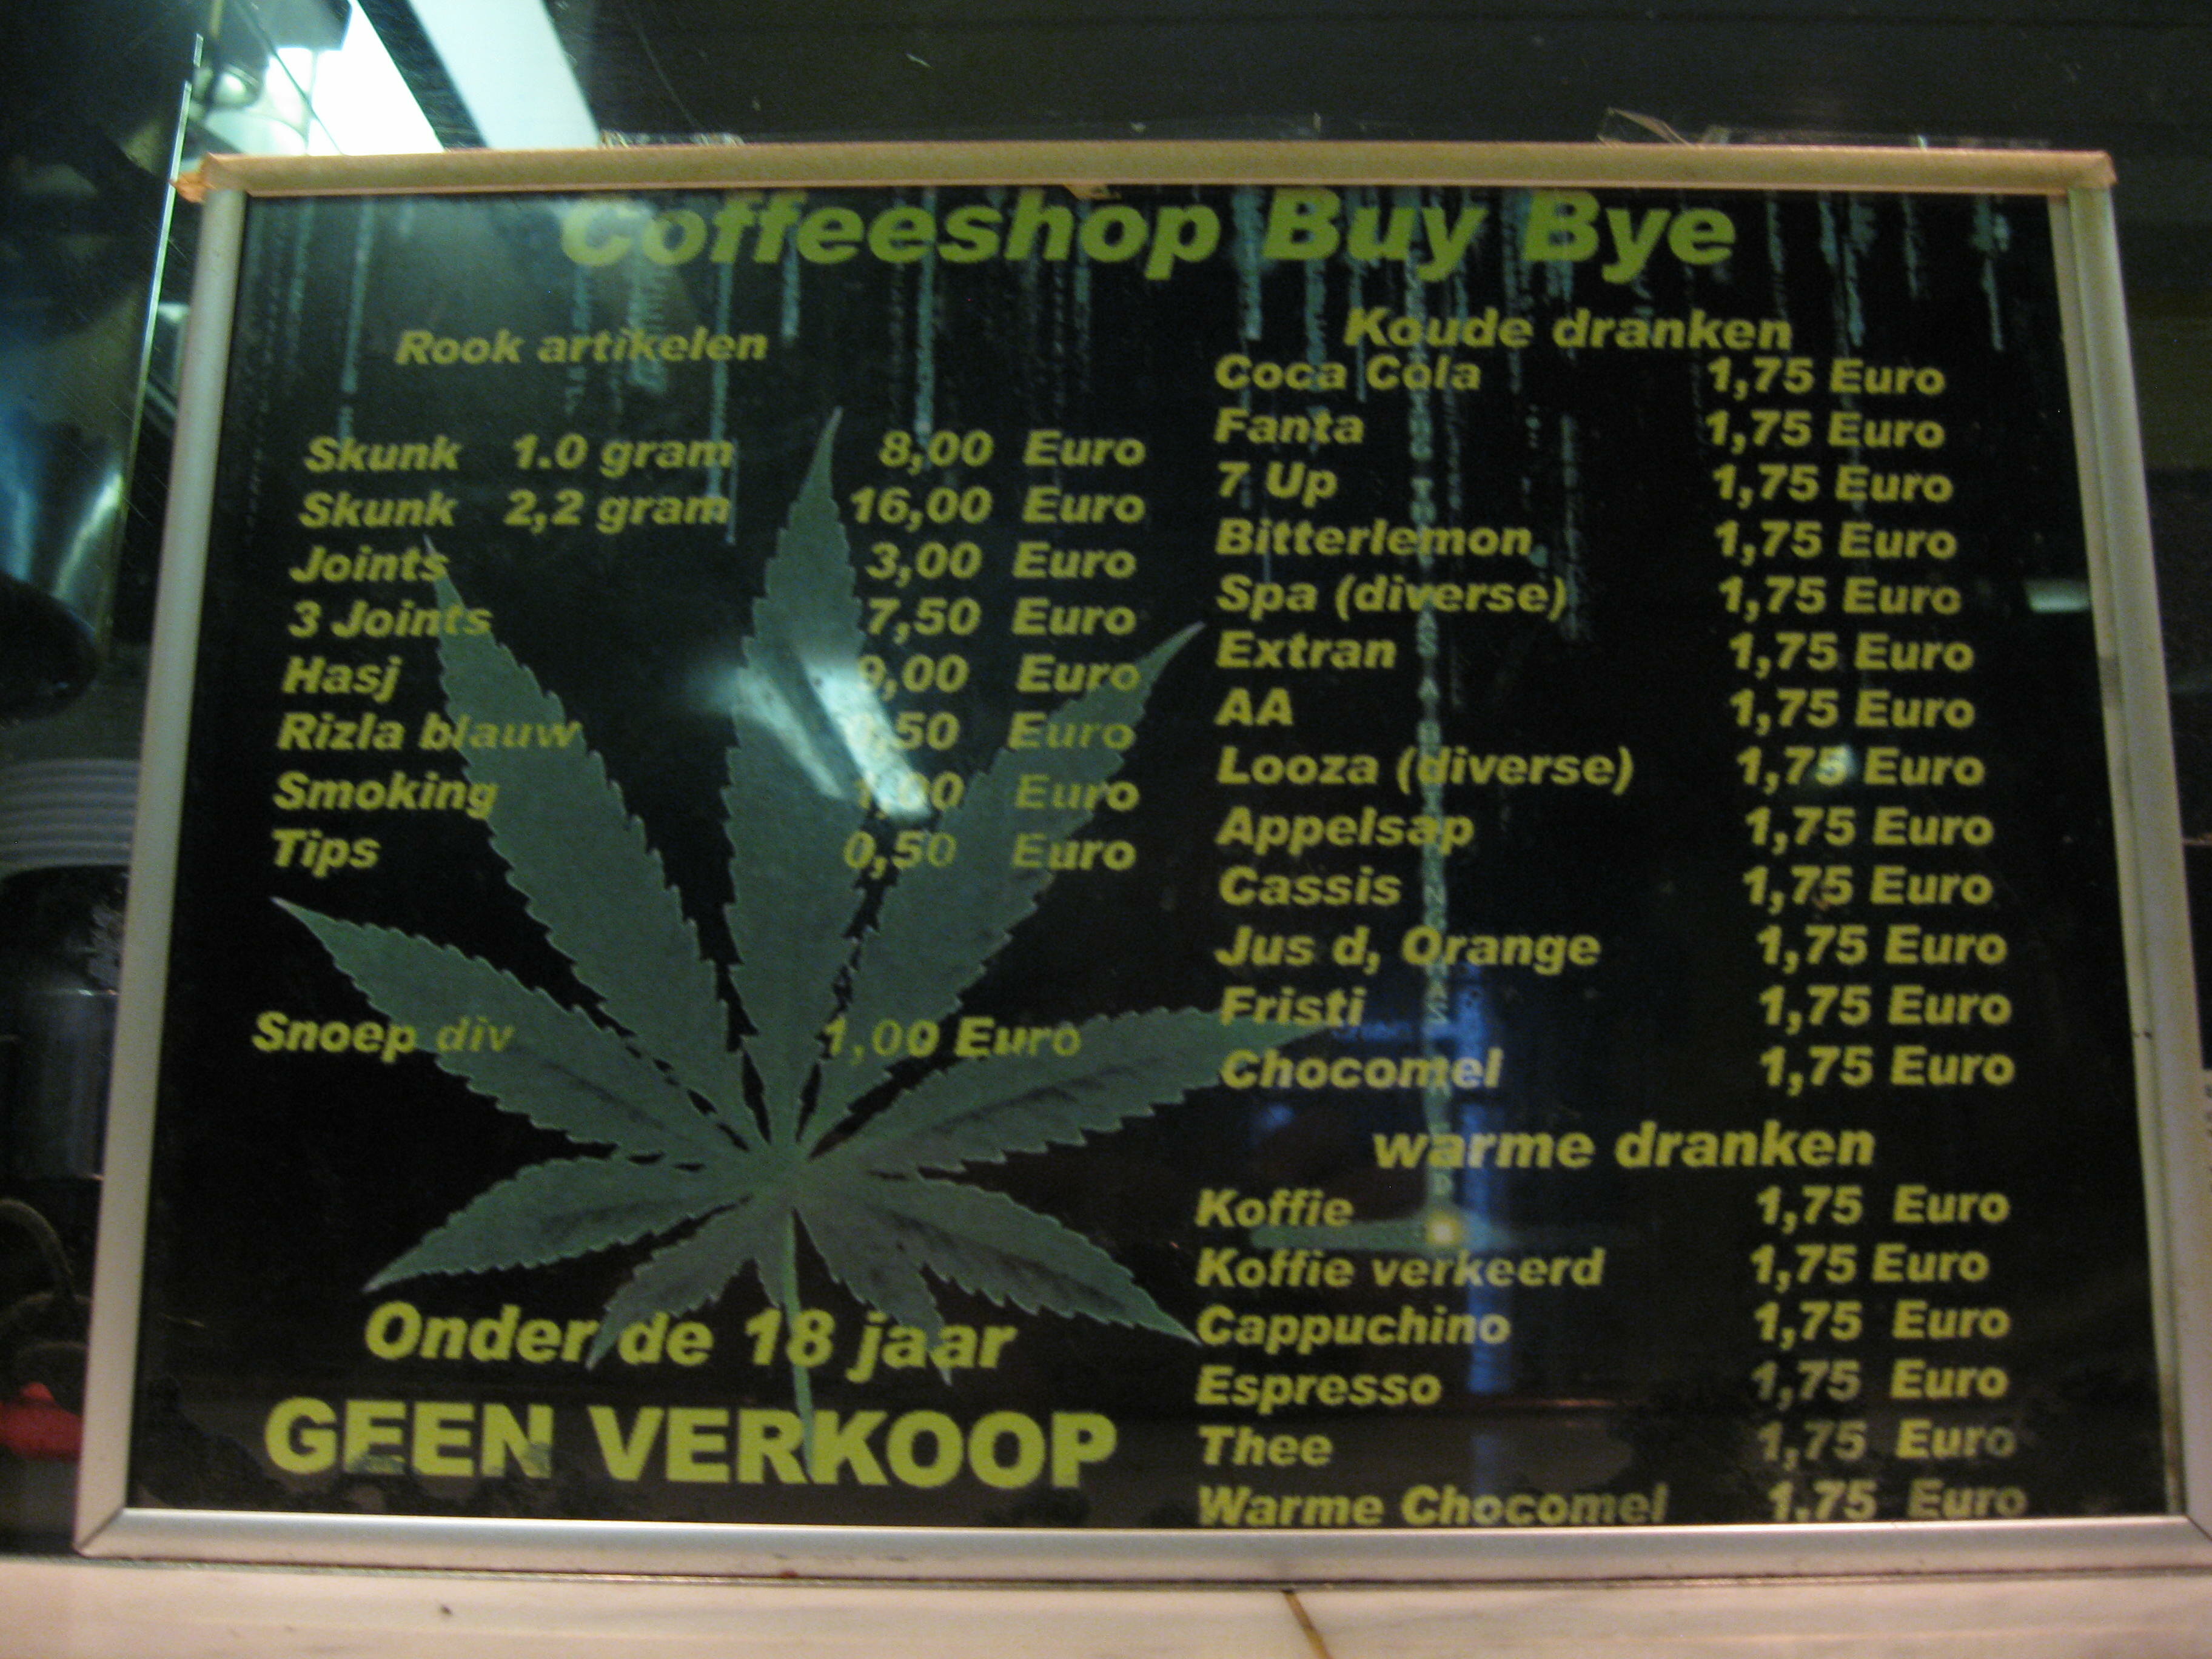 Coffeeshop Buy Bye
Rook artikelen
Skunk 1.0 gram 8,00 Euro
Skunk 2,2 gram 16,00 Euro
Joints 3,00 Euro
3 Joints 7,50 Euro
Hasj 9,00 Euro
Rizla blauw Euro
Smoking 1,00 Euro
Tips 0,50 Euro
Snoep div 1,00 Euro
Onder de 18 jaar
GEEN VERKOOP
Koude dranken
Coca Cola 1,75 Euro
Fanta 1,75 Euro
7 Up 1,75 Euro
Bitterlemon 1,75 Euro
Spa (diverse) 1,75 Euro
Extran 1,75 Euro
AA 1,75 Euro
Looza (diverse) 1,75 Euro
Appelsap 1,75 Euro
Cassis 1,75 Euro
Jus d, Orange 1,75 Euro
Fristi 1,75 Euro
Chocomel 1,75 Euro
warme dranken
Koffie 1,75 Euro
Koffie verkeerd 1,75 Euro
Cappuchino 1,75 Euro
Espresso 1,75 Euro
Thee 1,75 Euro
Warme Chocomel 1,75 Euro